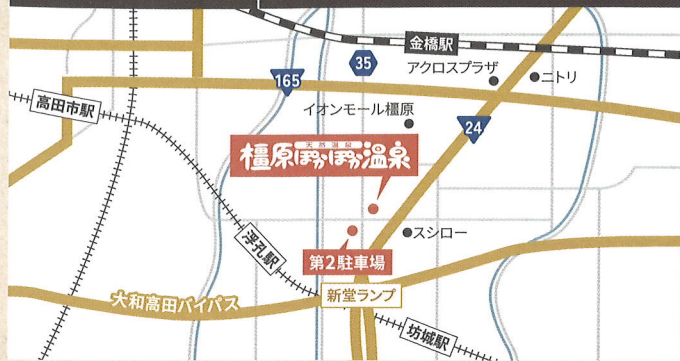 金橋駅
35
アクロスプラザ
ニトリ
165
高田市駅
イオンモール橿原
24
天然温泉
橿原ぽかぽか温泉
スシロー
浮孔駅
第2駐車場
新堂ランプ
大和高田バイパス
坊城駅